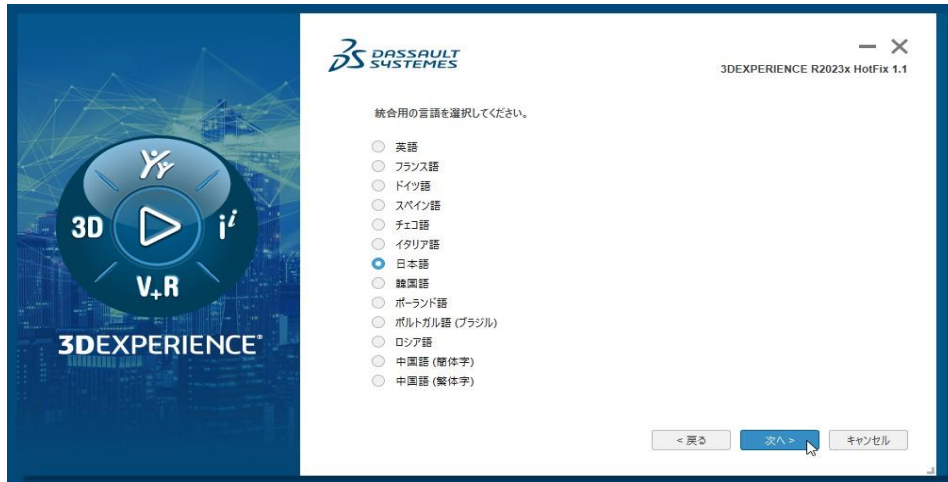 3D
V+R
i i
3DEXPERIENCE®
DASSAULT
SYSTEMES
3DEXPERIENCE R2023x HotFix 1.1
統合用の言語を選択してください。
英語
フランス語
ドイツ語
スペイン語
チェコ語
イタリア語
日本語
韓国語
ポーランド語
ポルトガル語 (ブラジル)
ロシア語
中国語 (簡体字)
中国語 (繁体字)
< 戻る 次へ > キャンセル